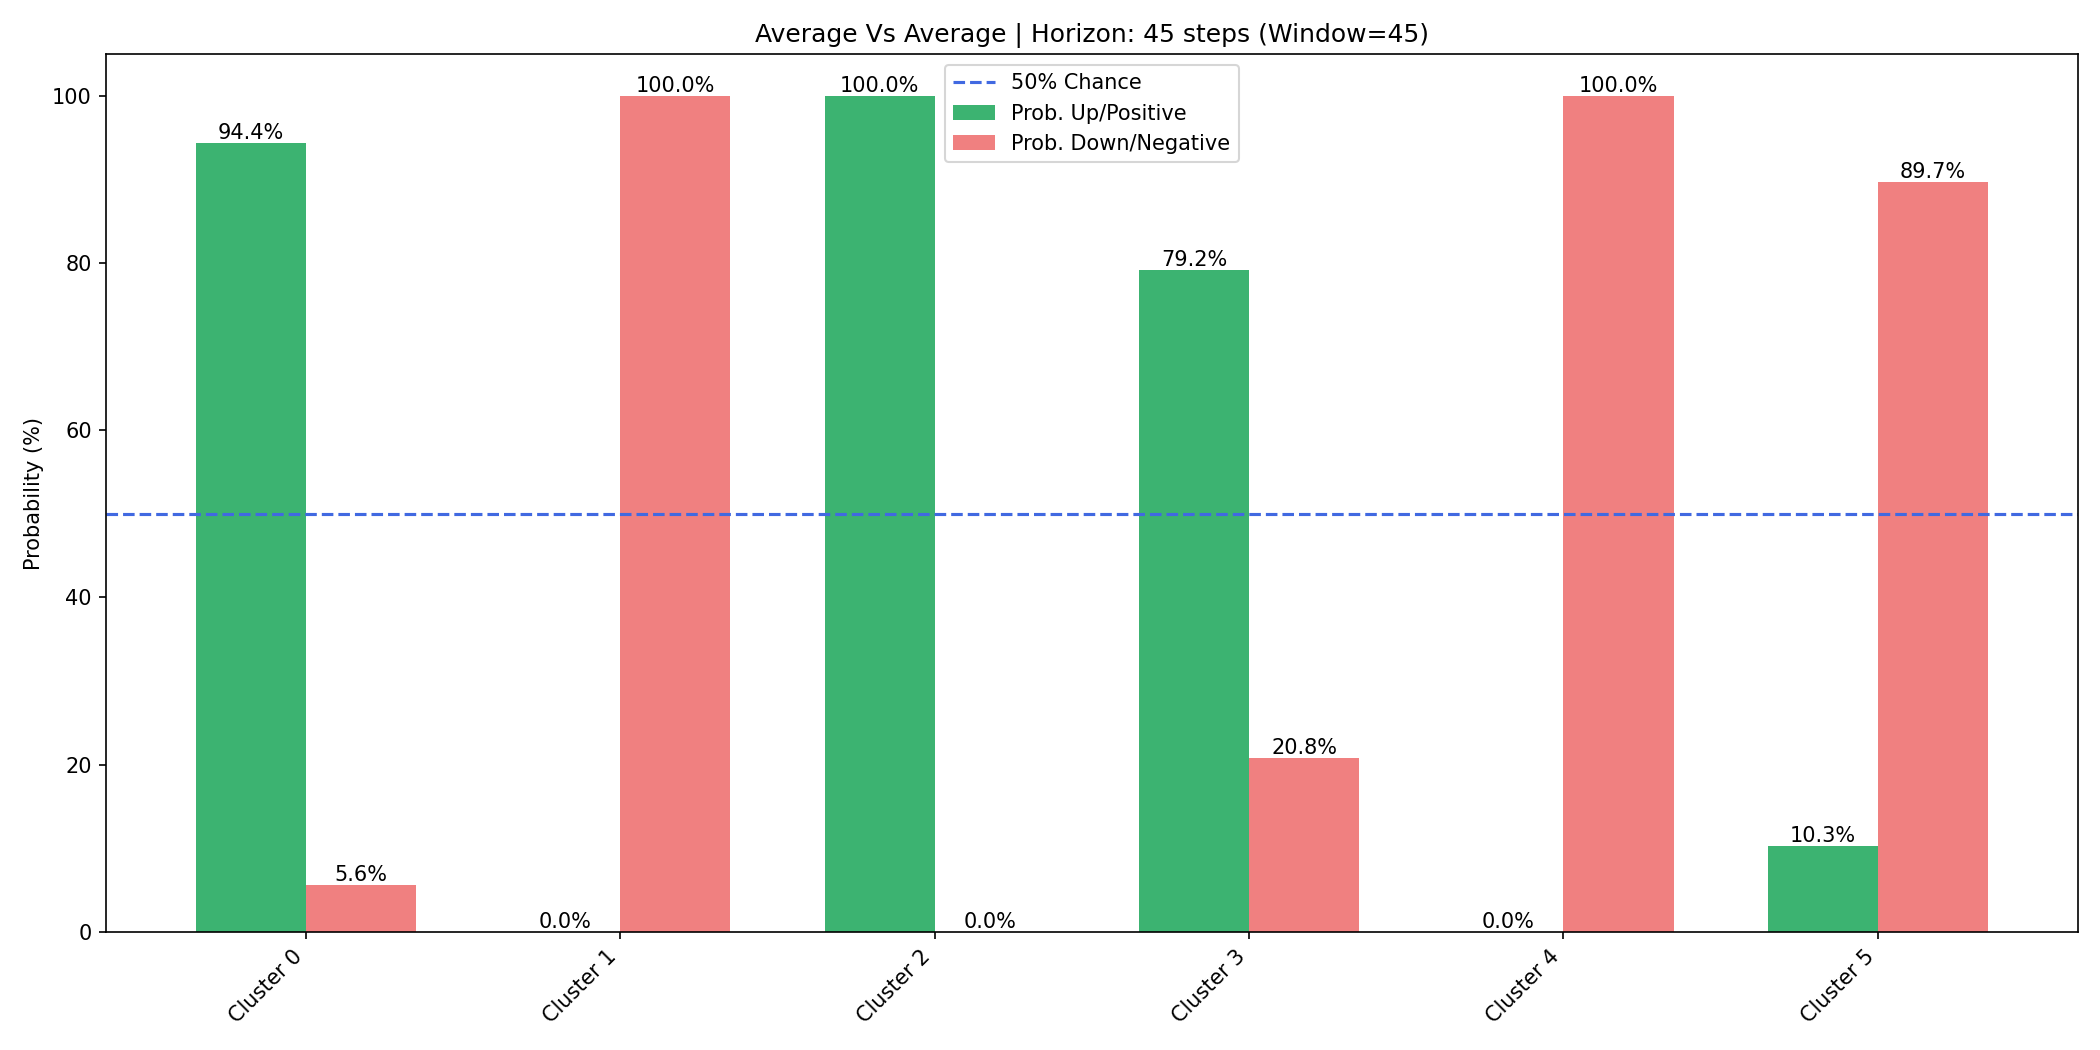 Average Vs Average | Horizon: 45 steps (Window=45)
50% Chance
Prob. Up/Positive
Prob. Down/Negative
Probability (%)
100
80
60
40
20
0
94.4%
5.6%
0.0%
100.0%
100.0%
0.0%
79.2%
20.8%
0.0%
100.0%
10.3%
89.7%
Cluster 0
Cluster 1
Cluster 2
Cluster 3
Cluster 4
Cluster 5